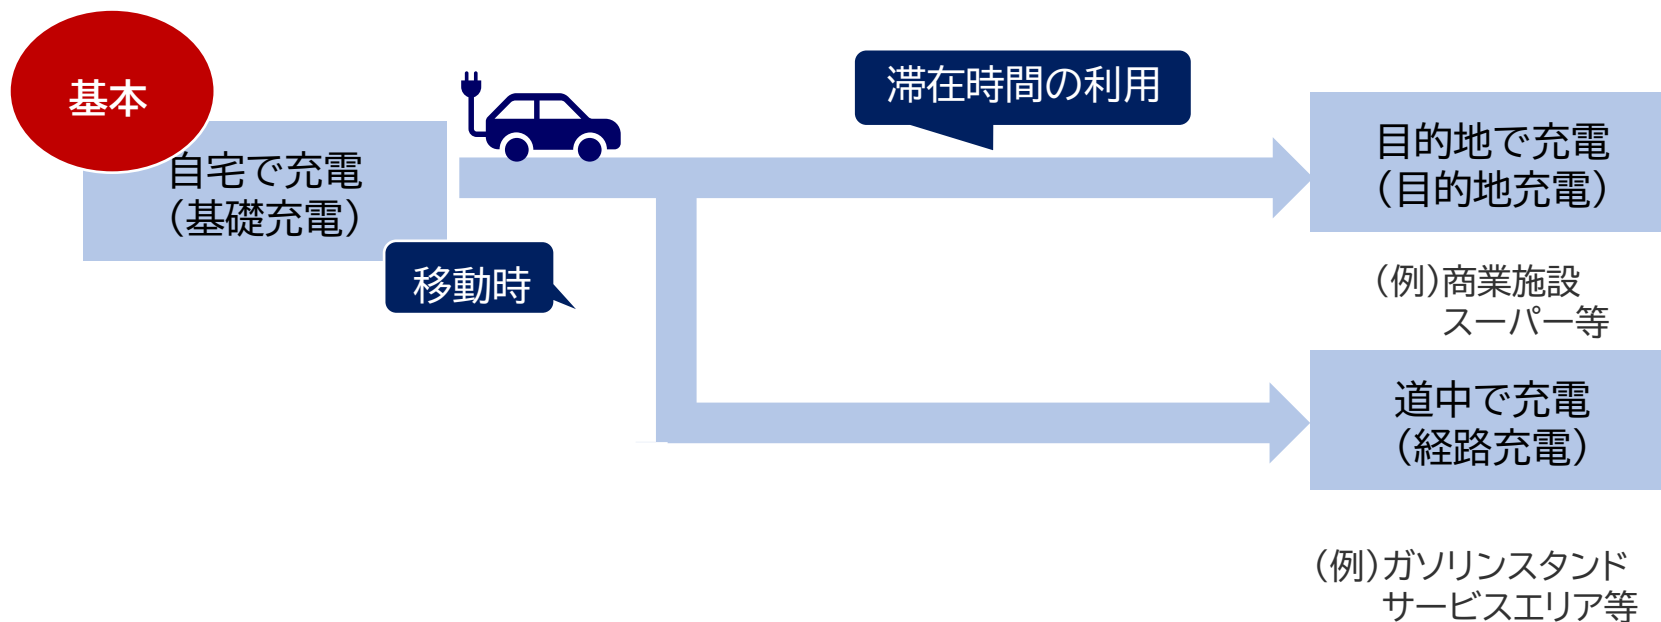 基本
自宅で充電
（基礎充電）
移動時
滞在時間の利用
目的地で充電
（目的地充電）
（例）商業施設
スーパー等
道中で充電
（経路充電）
（例）ガソリンスタンド
サービスエリア等